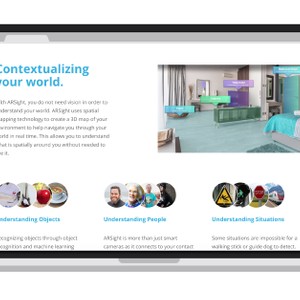 Contextualizing
your world.
With ARSight, you do not need vision in order to
understand your world. ARSight uses spatial
mapping technology to create a 3D map of your
environment to help navigate you through your
world in real time. This allows you to understand
what is spatially around you without needed to
see it.
Understanding Objects
Understanding People
Understanding Situations
Recognizing objects through object
recognition and machine learning
ARSight is more than just your smart
cameras as it connects to your contact
Some situations are impossible for a
walking stick or guide dog to detect.